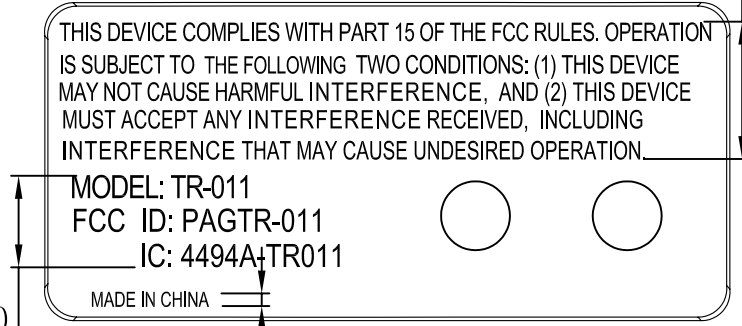 THIS DEVICE COMPLIES WITH PART 15 OF THE FCC RULES. OPERATION
IS SUBJECT TO THE FOLLOWING TWO CONDITIONS: (1) THIS DEVICE
MAY NOT CAUSE HARMFUL INTERFERENCE, AND (2) THIS DEVICE
MUST ACCEPT ANY INTERFERENCE RECEIVED, INCLUDING
INTERFERENCE THAT MAY CAUSE UNDESIRED OPERATION.
MODEL: TR-011
FCC ID: PAGTR-011
IC: 4494A-TR011
MADE IN CHINA
)